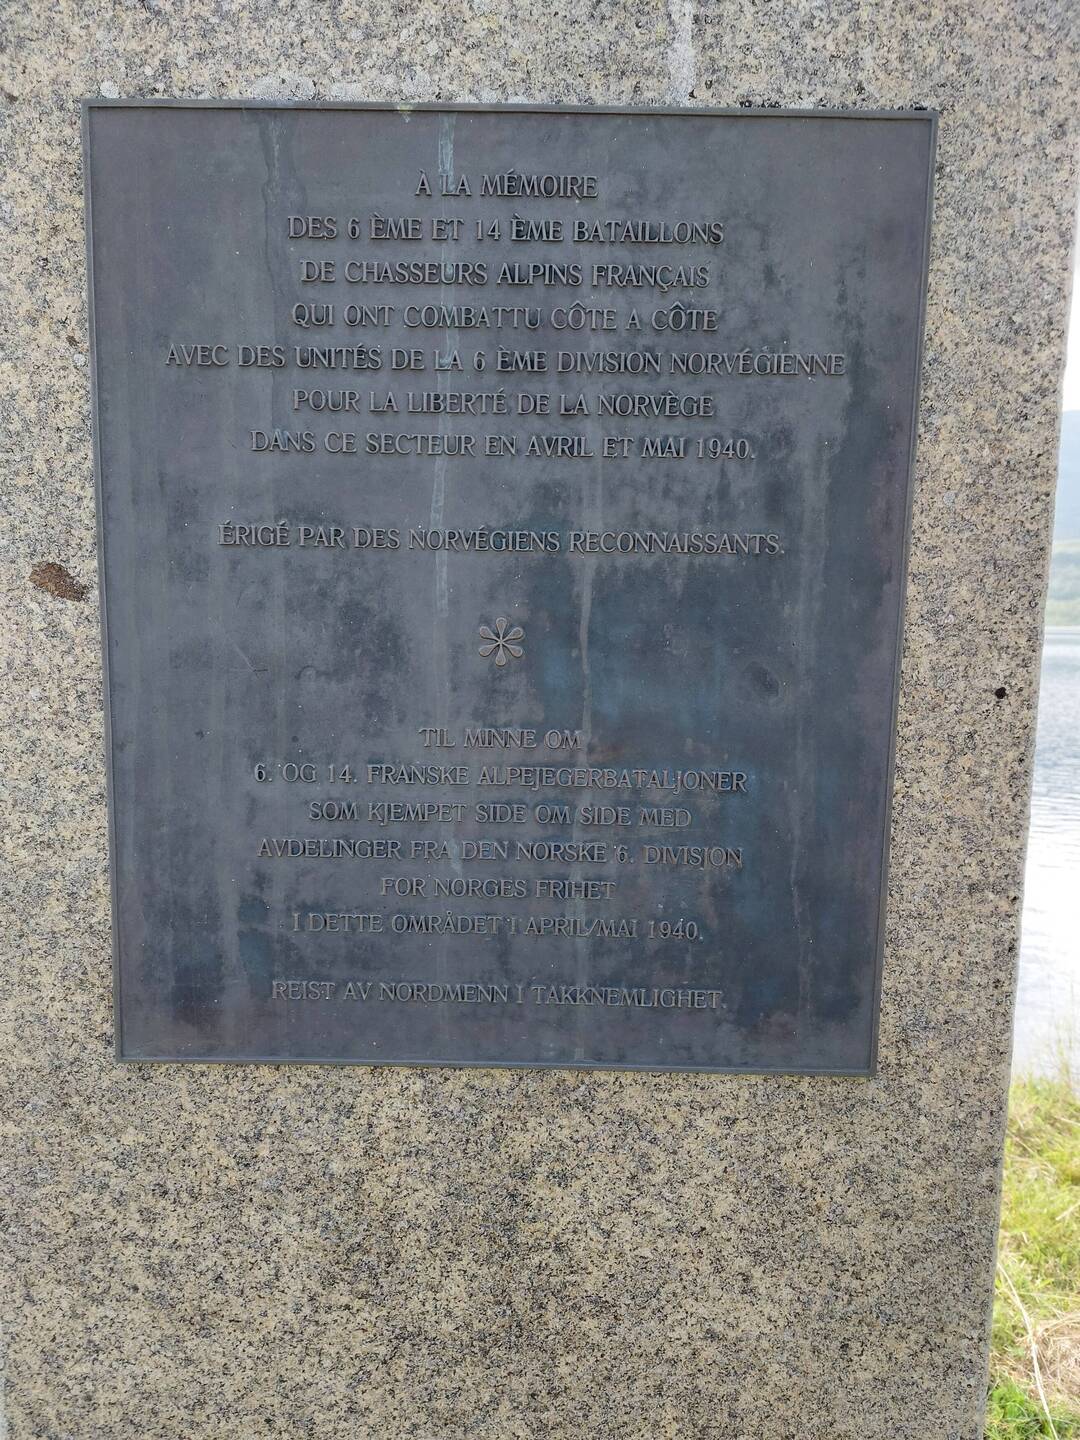 À LA MÉMOIRE
DES 6 ÈME ET 14 ÈME BATAILLONS
DE CHASSEURS ALPINS FRANÇAIS
QUI ONT COMBATTU CÔTE A CÔTE
AVEC DES UNITÉS DE LA 6 ÈME DIVISION NORVÉGIENNE
POUR LA LIBERTÉ DE LA NORVÈGE
DANS CE SECTEUR EN AVRIL ET MAI 1940.
ÉRIGÉ PAR DES NORVÉGIENS RECONNAISSANTS.
TIL MINNE OM
6. OG 14. FRANSKE ALPEJEGERBATALJONER
SOM KJEMPET SIDE OM SIDE MED
AVDELINGER FRA DEN NORSKE 6. DIVISJON
FOR NORGES FRIHET
I DETTE OMRÅDET I APRIL/MAI 1940.
REIST AV NORDMENN I TAKKNEMLIGHET.